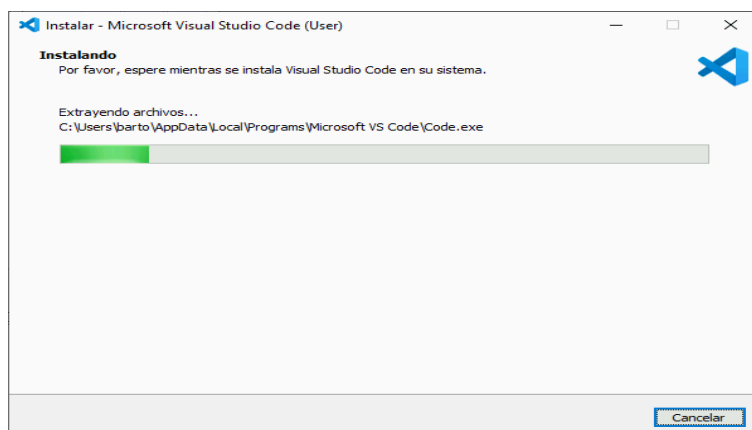 Instalar - Microsoft Visual Studio Code (User)
Instalando
Por favor, espere mientras se instala Visual Studio Code en su sistema.
Extrayendo archivos...
C:\Users\barto\AppData\Local\Programs\Microsoft VS Code\Code.exe
Cancelar